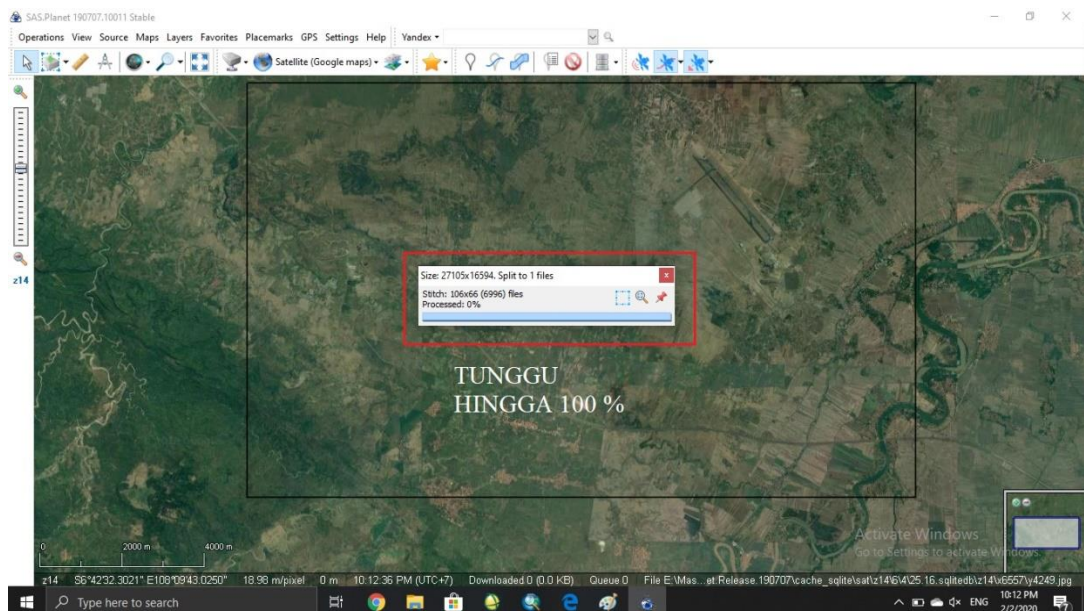 SAS.Planet 190707.10011 Stable
Operations View Source Maps Layers Favorites Placemarks GPS Settings Help Yandex
Satellite (Google maps)
z14
Size: 27105x16594. Split to 1 files
x
Stitch: 106x66 (6996) files
Processed: 0%
TUNGGU
HINGGA 100 %
Activate Windows
Go to Settings to activate Windows.
0 2000 m 4000 m
z14 S6°42'32.3021" E108°09'43.0250" 18.98 m/pixel 0 m 10:12:36 PM (UTC+7) Downloaded 0 (0.0 KB) Queue 0 File E:\Mas...et.Release.190707\cache_sqlite\sat\z14\6\4\25.16.sqlitedb\z14\x6557\y4249.jpg
Type here to search
ENG
10:12 PM
2/2/2020